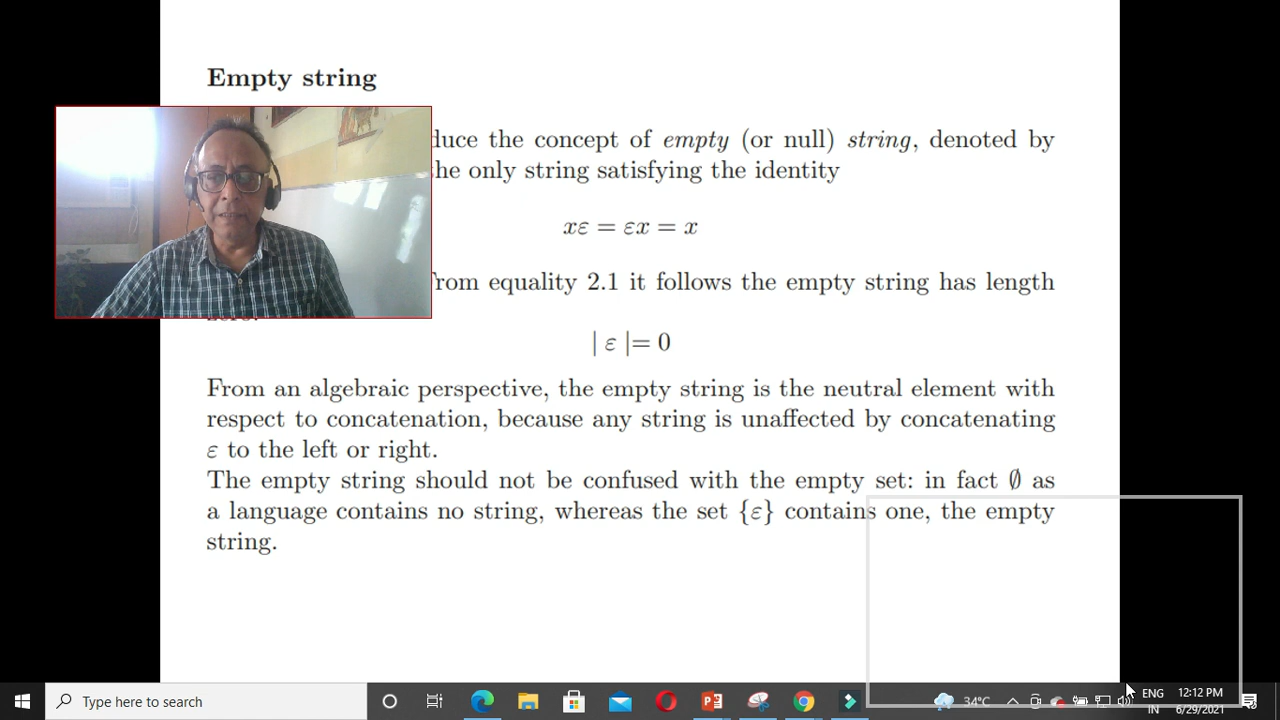 Empty string
duce the concept of empty (or null) string, denoted by
the only string satisfying the identity
xε = εx = x
From equality 2.1 it follows the empty string has length
zero:
| ε |= 0
From an algebraic perspective, the empty string is the neutral element with
respect to concatenation, because any string is unaffected by concatenating
ε to the left or right.
The empty string should not be confused with the empty set: in fact ∅ as
a language contains no string, whereas the set {ε} contains one, the empty
string.
Type here to search
34°C
ENG
IN
12:12 PM
6/29/2021